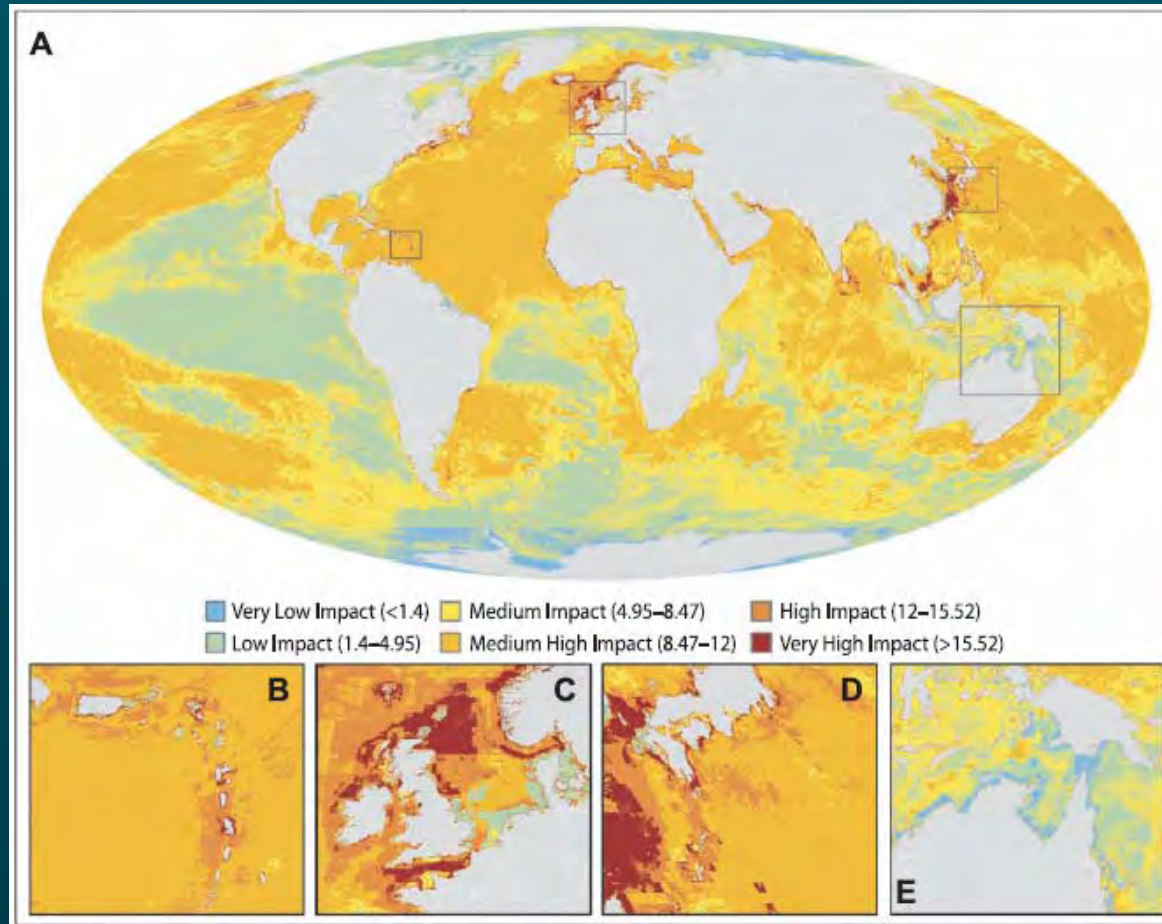 A
Very Low Impact (<1.4)
Medium Impact (4.95–8.47)
High Impact (12–15.52)
Low Impact (1.4–4.95)
Medium High Impact (8.47–12)
Very High Impact (>15.52)
B
C
D
E